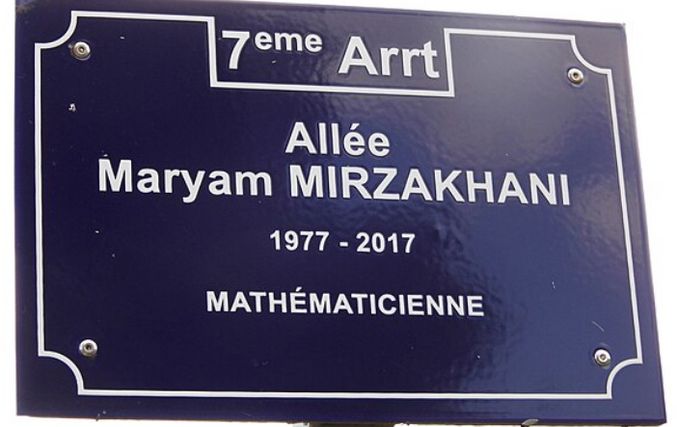 7eme Arrt
Allée
Maryam MIRZAKHANI
1977 - 2017
MATHÉMATICIENNE